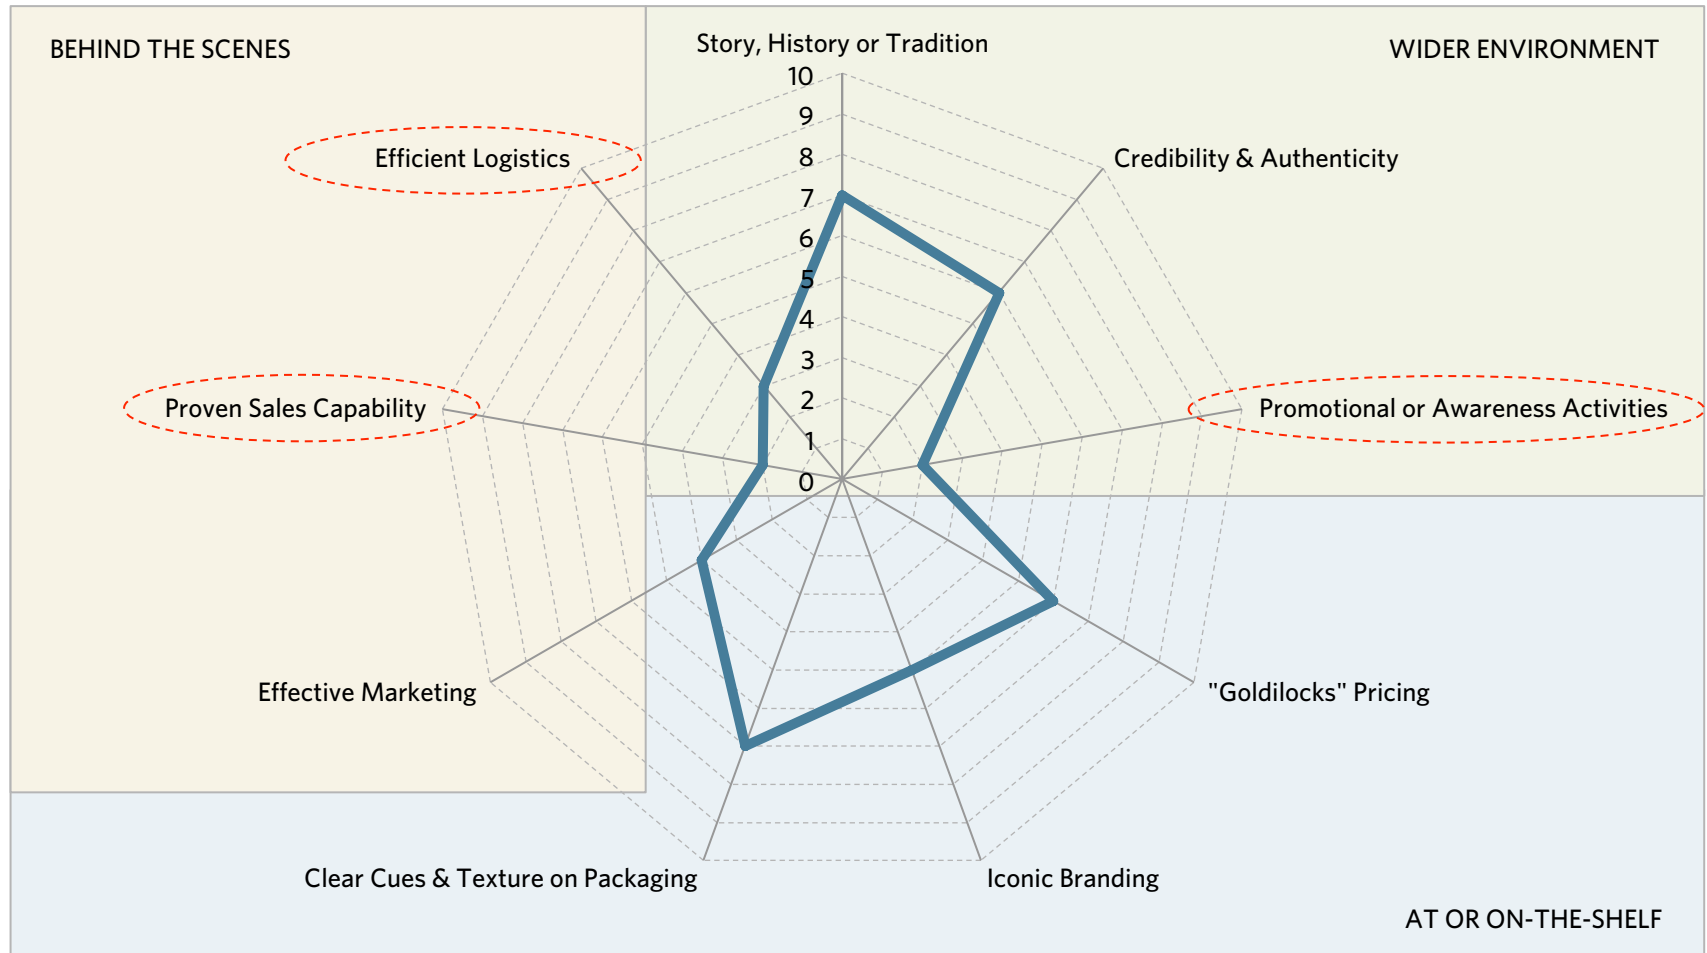 BEHIND THE SCENES
Story, History or Tradition
WIDER ENVIRONMENT
10
9
8
7
6
5
4
3
2
1
0
Efficient Logistics
Credibility & Authenticity
Proven Sales Capability
Promotional or Awareness Activities
Effective Marketing
"Goldilocks" Pricing
Clear Cues & Texture on Packaging
Iconic Branding
AT OR ON-THE-SHELF